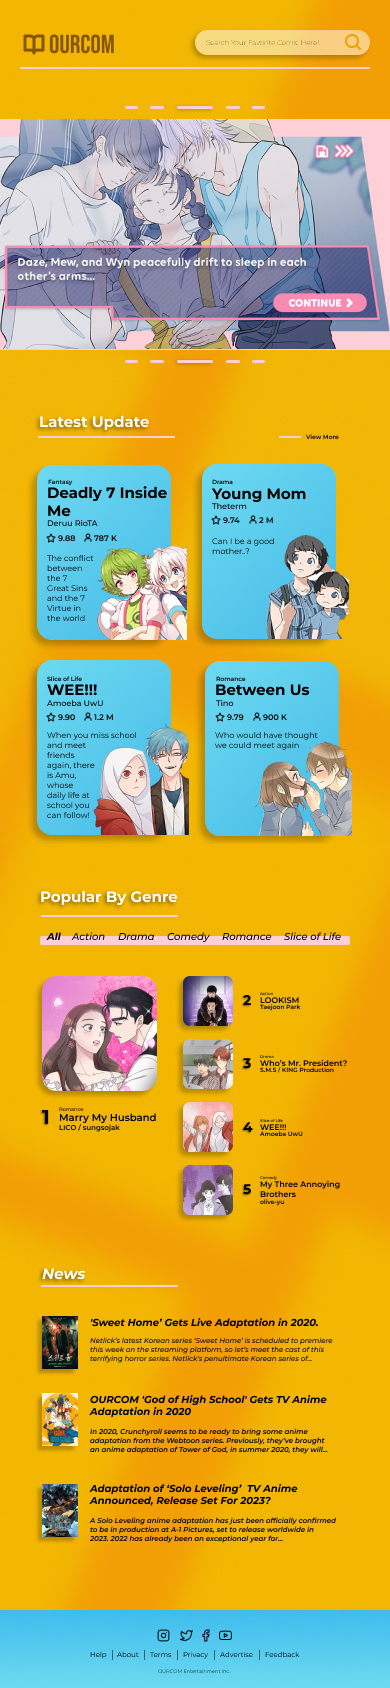 OURCOM
Search Your Favorite Comic Here!
Daze, Mew, and Wyn peacefully drift to sleep in each
other's arms...
CONTINUE
Latest Update
View More
Fantasy
Deadly 7 Inside
Me
Deruu RioTA
9.88 787 K
The conflict
between
the 7
Great Sins
and the 7
Virtue in
the world
Drama
Young Mom
Theterm
9.74 2 M
Can I be a good
mother..?
Slice of Life
WEE!!!
Amoeba UwU
9.90 1.2 M
When you miss school
and meet
friends
again, there
is Amu,
whose
daily life at
school you
can follow!
Romance
Between Us
Tino
9.79 900 K
Who would have thought
we could meet again
Popular By Genre
All Action Drama Comedy Romance Slice of Life
1
Romance
Marry My Husband
LICO / sungsojak
2
Action
LOOKISM
Taejoon Park
3
Drama
Who's Mr. President?
S.M.S / KING Production
4
Slice of Life
WEE!!!
Amoeba UwU
5
Comedy
My Three Annoying
Brothers
olive-yu
News
'Sweet Home' Gets Live Adaptation in 2020.
Netlick's latest Korean series 'Sweet Home' is scheduled to premiere
this week on the streaming platform, so let's meet the cast of this
terrifying horror series. Netlick's penultimate Korean series of...
OURCOM 'God of High School' Gets TV Anime
Adaptation in 2020
In 2020, Crunchyroll seems to be ready to bring some anime
adaptation from the Webtoon series. Previously, they've brought
an anime adaptation of Tower of God, in summer 2020, they will...
Adaptation of 'Solo Leveling' TV Anime
Announced, Release Set For 2023?
A Solo Leveling anime adaptation has just been officially confirmed
to be in production at A-1 Pictures, set to release worldwide in
2023. 2022 has already been an exceptional year for...
Help | About | Terms | Privacy | Advertise | Feedback
OURCOM Entertainment Inc.